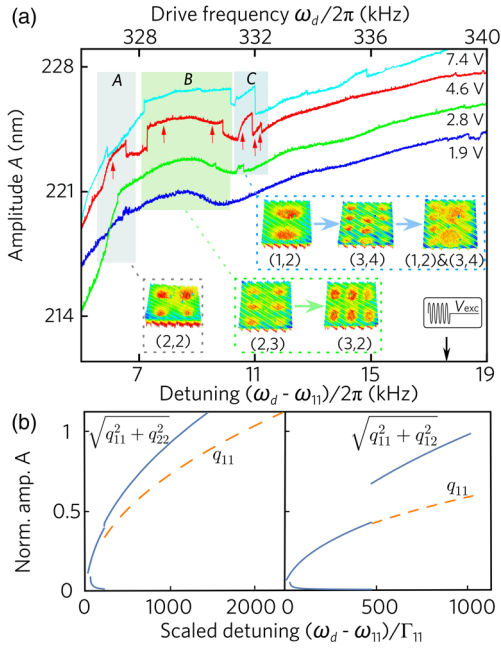 (a)
Drive frequency ω_d/2π (kHz)
328 332 336 340
228
221
214
Amplitude A (nm)
A B C
7.4 V
4.6 V
2.8 V
1.9 V
(1,2) (3,4) (1,2)&(3,4)
(2,2) (2,3) (3,2)
V_exc
7 11 15 19
Detuning (ω_d - ω_11)/2π (kHz)
(b)
Norm. amp. A
1
0.5
0
√(q_11^2 + q_22^2)
q_11
√(q_11^2 + q_12^2)
q_11
0 1000 2000 0 500 1000
Scaled detuning (ω_d - ω_11)/Γ_11